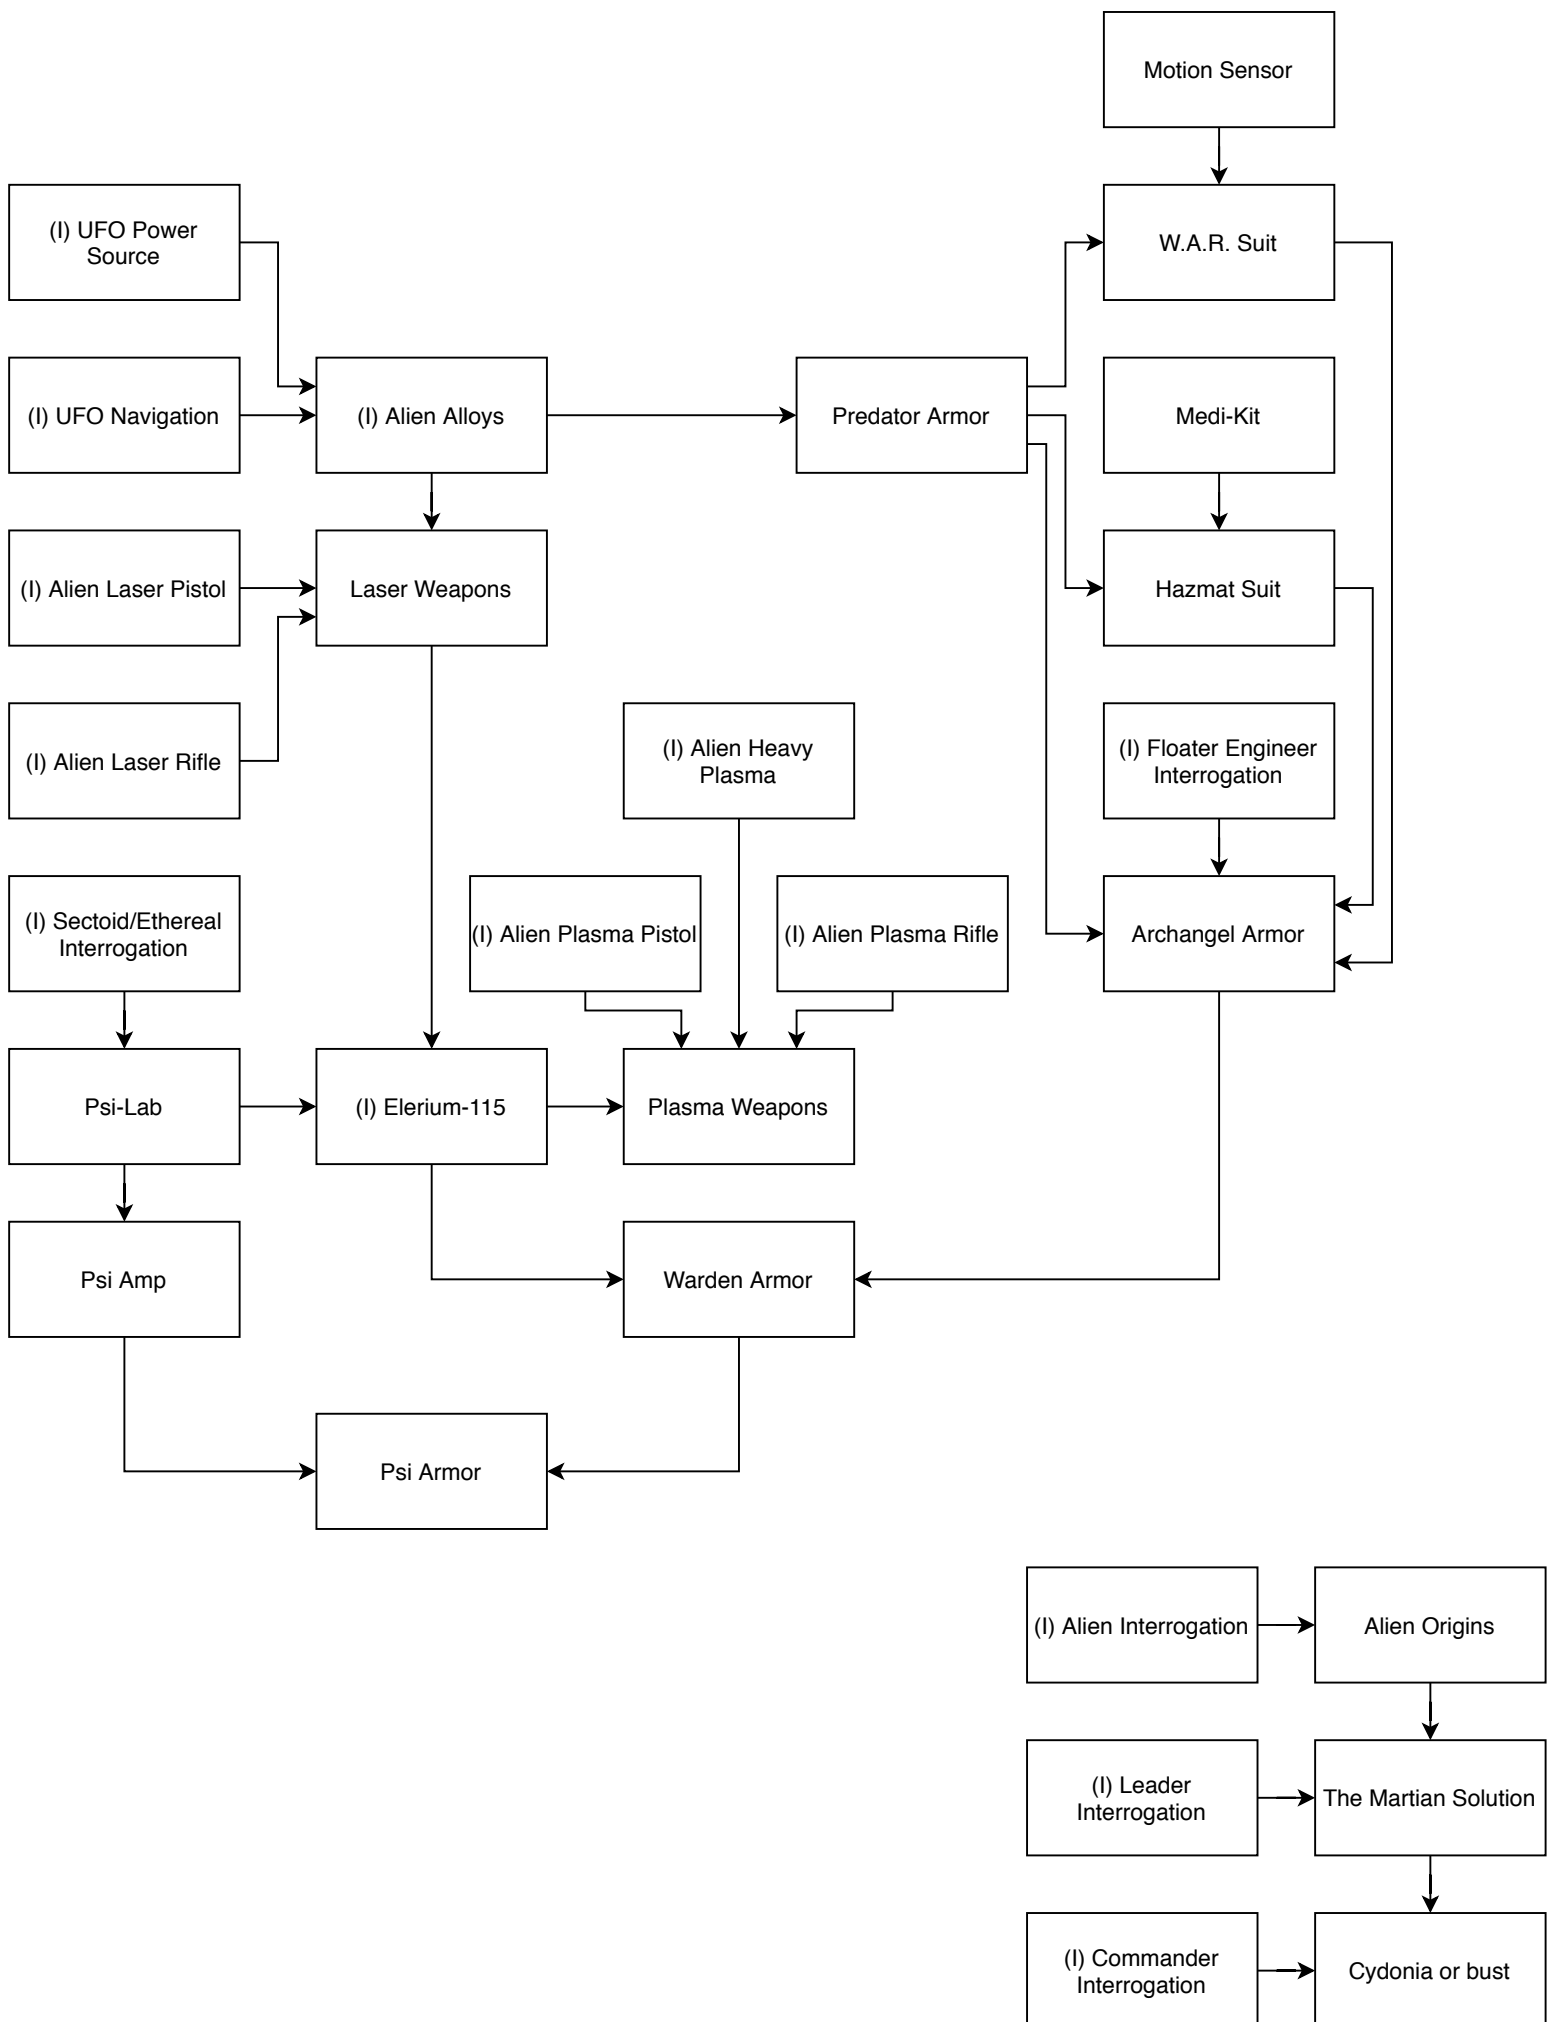 Motion Sensor
(I) UFO Power
Source
W.A.R. Suit
(I) UFO Navigation
(I) Alien Alloys
Predator Armor
Medi-Kit
(I) Alien Laser Pistol
Laser Weapons
Hazmat Suit
(I) Alien Laser Rifle
(I) Alien Heavy
Plasma
(I) Floater Engineer
Interrogation
(I) Sectoid/Ethereal
Interrogation
(I) Alien Plasma Pistol
(I) Alien Plasma Rifle
Archangel Armor
Psi-Lab
(I) Elerium-115
Plasma Weapons
Psi Amp
Warden Armor
Psi Armor
(I) Alien Interrogation
Alien Origins
(I) Leader
Interrogation
The Martian Solution
(I) Commander
Interrogation
Cydonia or bust